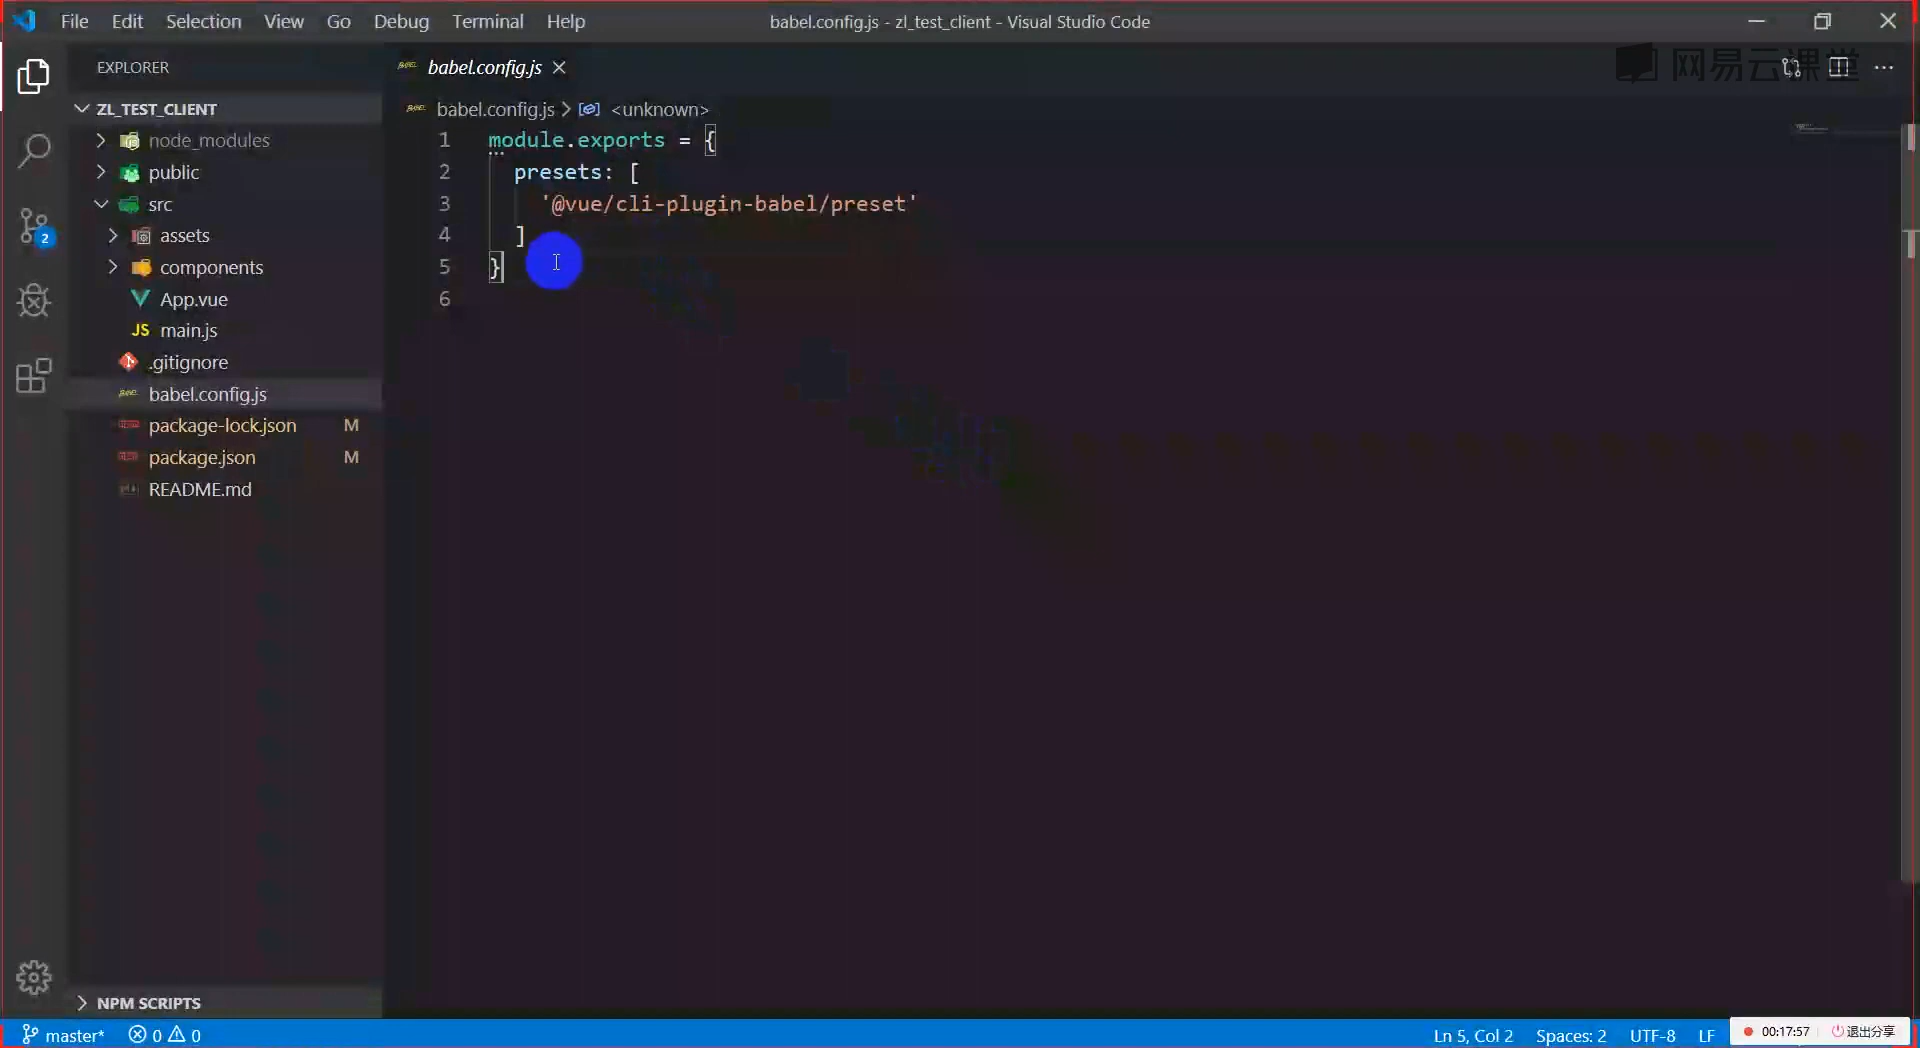 File Edit Selection View Go Debug Terminal Help babel.config.js - zl_test_client - Visual Studio Code
网易云课堂
EXPLORER
ZL_TEST_CLIENT
node_modules
public
src
assets
components
App.vue
JS main.js
.gitignore
babel.config.js
package-lock.json M
package.json M
README.md
NPM SCRIPTS
2
babel.config.js
babel.config.js > <unknown>
1 module.exports = {
2 presets: [
3 '@vue/cli-plugin-babel/preset'
4 ]
5 }
6
master* 0 0 Ln 5, Col 2 Spaces: 2 UTF-8 LF
00:17:57 退出分享